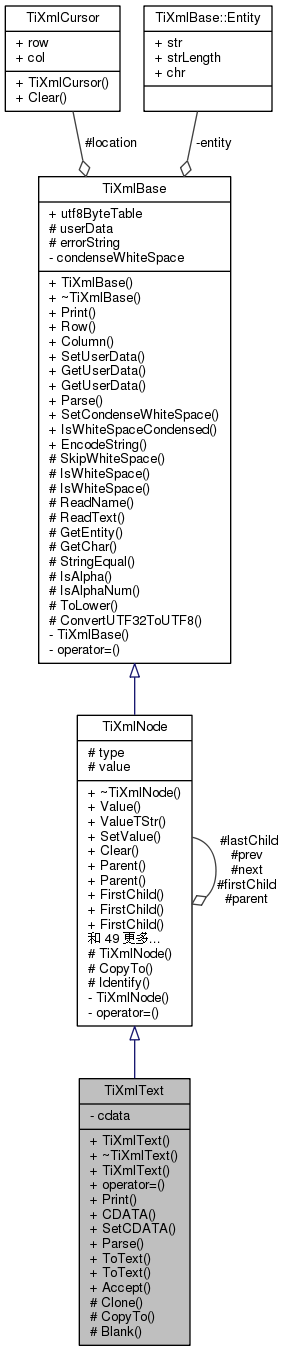 TiXmlCursor
+ row
+ col
+ TiXmlCursor()
+ Clear()
TiXmlBase::Entity
+ str
+ strLength
+ chr
#location
-entity
TiXmlBase
+ utf8ByteTable
# userData
# errorString
- condenseWhiteSpace
+ TiXmlBase()
+ ~TiXmlBase()
+ Print()
+ Row()
+ Column()
+ SetUserData()
+ GetUserData()
+ GetUserData()
+ Parse()
+ SetCondenseWhiteSpace()
+ IsWhiteSpaceCondensed()
+ EncodeString()
# SkipWhiteSpace()
# IsWhiteSpace()
# IsWhiteSpace()
# ReadName()
# ReadText()
# GetEntity()
# GetChar()
# StringEqual()
# IsAlpha()
# IsAlphaNum()
# ToLower()
# ConvertUTF32ToUTF8()
- TiXmlBase()
- operator=()
TiXmlNode
# type
# value
+ ~TiXmlNode()
+ Value()
+ ValueTStr()
+ SetValue()
+ Clear()
+ Parent()
+ Parent()
+ FirstChild()
+ FirstChild()
+ FirstChild()
和 49 更多...
# TiXmlNode()
# CopyTo()
# Identify()
- TiXmlNode()
- operator=()
#lastChild
#prev
#next
#firstChild
#parent
TiXmlText
- cdata
+ TiXmlText()
+ ~TiXmlText()
+ TiXmlText()
+ operator=()
+ Print()
+ CDATA()
+ SetCDATA()
+ Parse()
+ ToText()
+ ToText()
+ Accept()
# Clone()
# CopyTo()
# Blank()